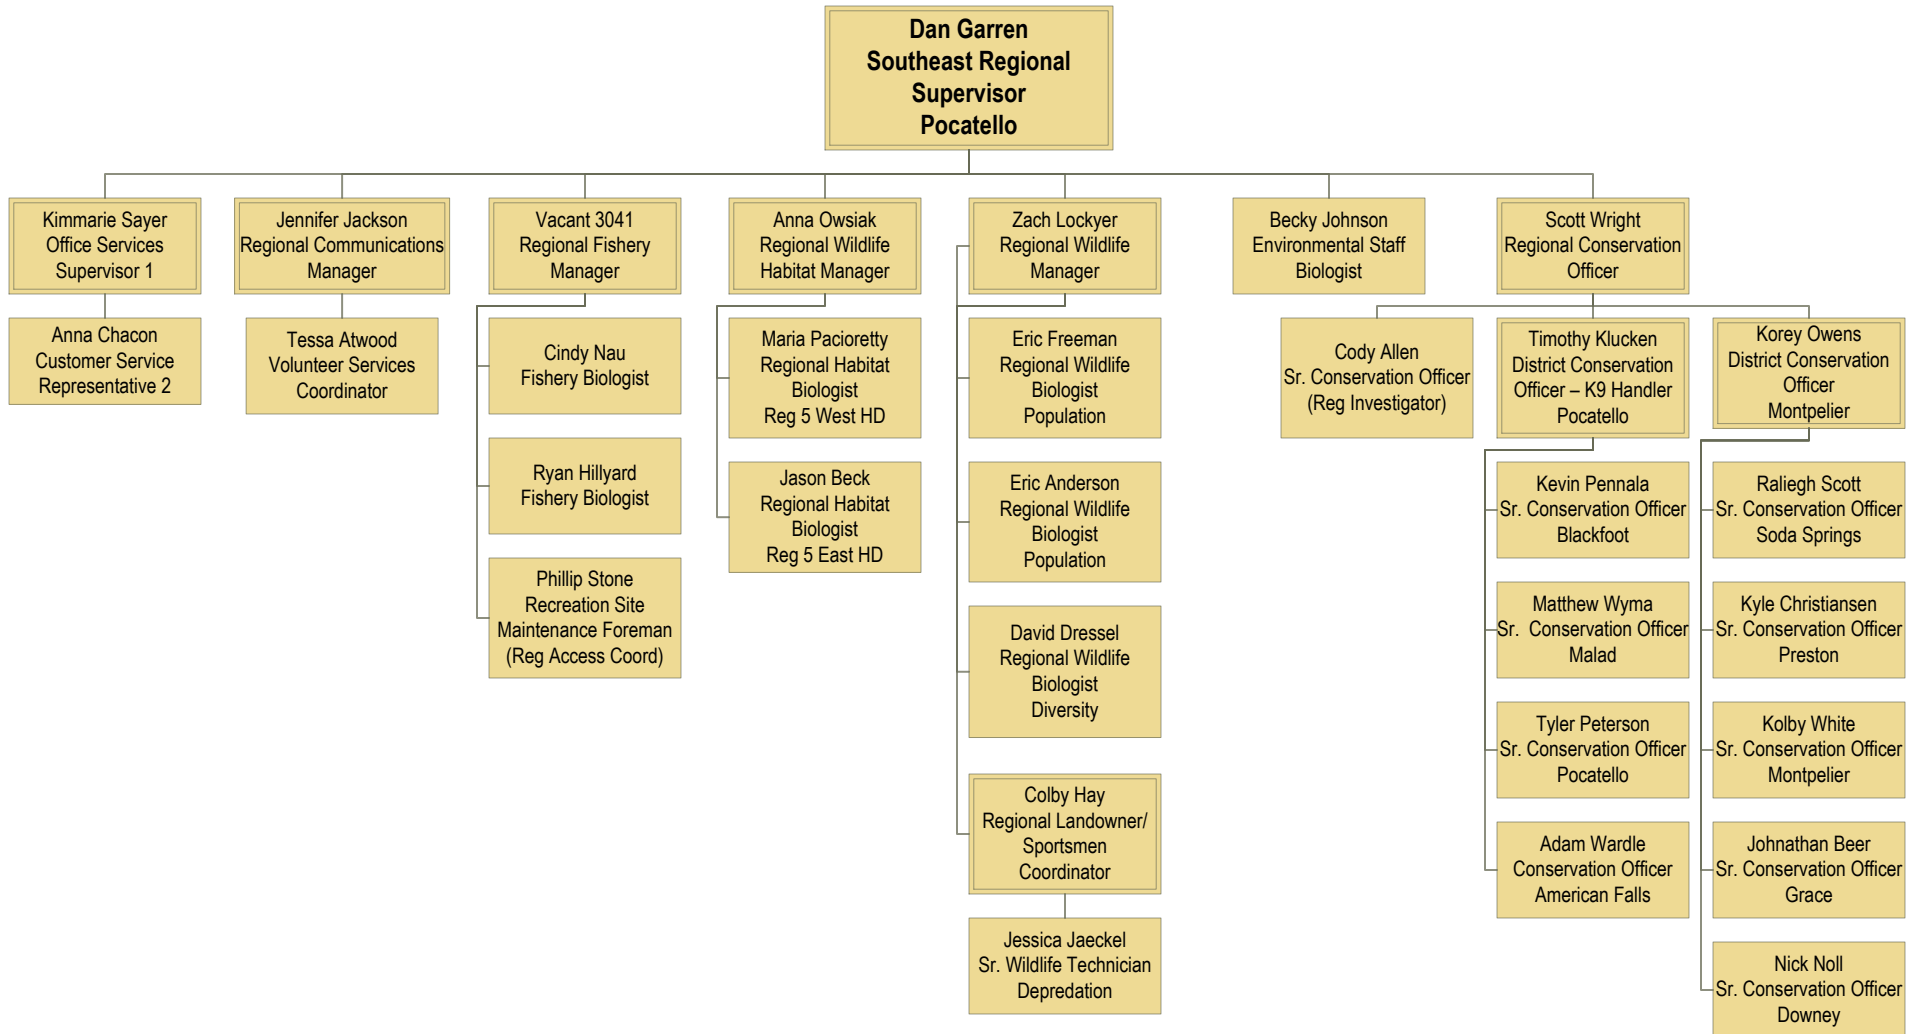 Dan Garren
Southeast Regional
Supervisor
Pocatello
Kimmarie Sayer
Office Services
Supervisor 1
Jennifer Jackson
Regional Communications
Manager
Vacant 3041
Regional Fishery
Manager
Anna Owsiak
Regional Wildlife
Habitat Manager
Zach Lockyer
Regional Wildlife
Manager
Becky Johnson
Environmental Staff
Biologist
Scott Wright
Regional Conservation
Officer
Anna Chacon
Customer Service
Representative 2
Tessa Atwood
Volunteer Services
Coordinator
Cindy Nau
Fishery Biologist
Ryan Hillyard
Fishery Biologist
Phillip Stone
Recreation Site
Maintenance Foreman
(Reg Access Coord)
Maria Pacioretty
Regional Habitat
Biologist
Reg 5 West HD
Jason Beck
Regional Habitat
Biologist
Reg 5 East HD
Eric Freeman
Regional Wildlife
Biologist
Population
Eric Anderson
Regional Wildlife
Biologist
Population
David Dressel
Regional Wildlife
Biologist
Diversity
Colby Hay
Regional Landowner/
Sportsmen
Coordinator
Jessica Jaeckel
Sr. Wildlife Technician
Depredation
Cody Allen
Sr. Conservation Officer
(Reg Investigator)
Timothy Klucken
District Conservation
Officer – K9 Handler
Pocatello
Kevin Pennala
Sr. Conservation Officer
Blackfoot
Matthew Wyma
Sr. Conservation Officer
Malad
Tyler Peterson
Sr. Conservation Officer
Pocatello
Adam Wardle
Conservation Officer
American Falls
Korey Owens
District Conservation
Officer
Montpelier
Raliegh Scott
Sr. Conservation Officer
Soda Springs
Kyle Christiansen
Sr. Conservation Officer
Preston
Kolby White
Sr. Conservation Officer
Montpelier
Johnathan Beer
Sr. Conservation Officer
Grace
Nick Noll
Sr. Conservation Officer
Downey